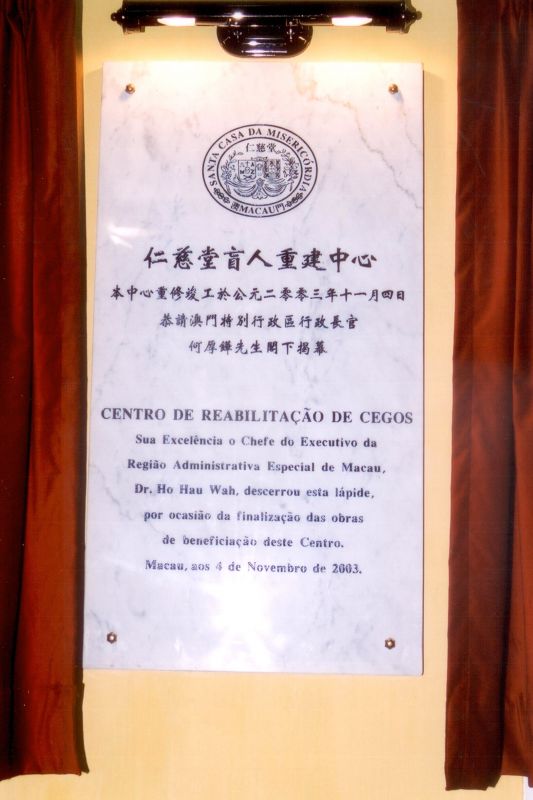 SANTA CASA DA MISERICÓRDIA
仁慈堂
澳MACAU門
仁慈堂盲人重建中心
本中心重修竣工於公元二零零三年十一月四日
恭請澳門特別行政區行政長官
何厚鏵先生閣下揭幕
CENTRO DE REABILITAÇÃO DE CEGOS
Sua Excelência o Chefe do Executivo da
Região Administrativa Especial de Macau,
Dr. Ho Hau Wah, descerrou esta lápide,
por ocasião da finalização das obras
de beneficiação deste Centro.
Macau, aos 4 de Novembro de 2003.